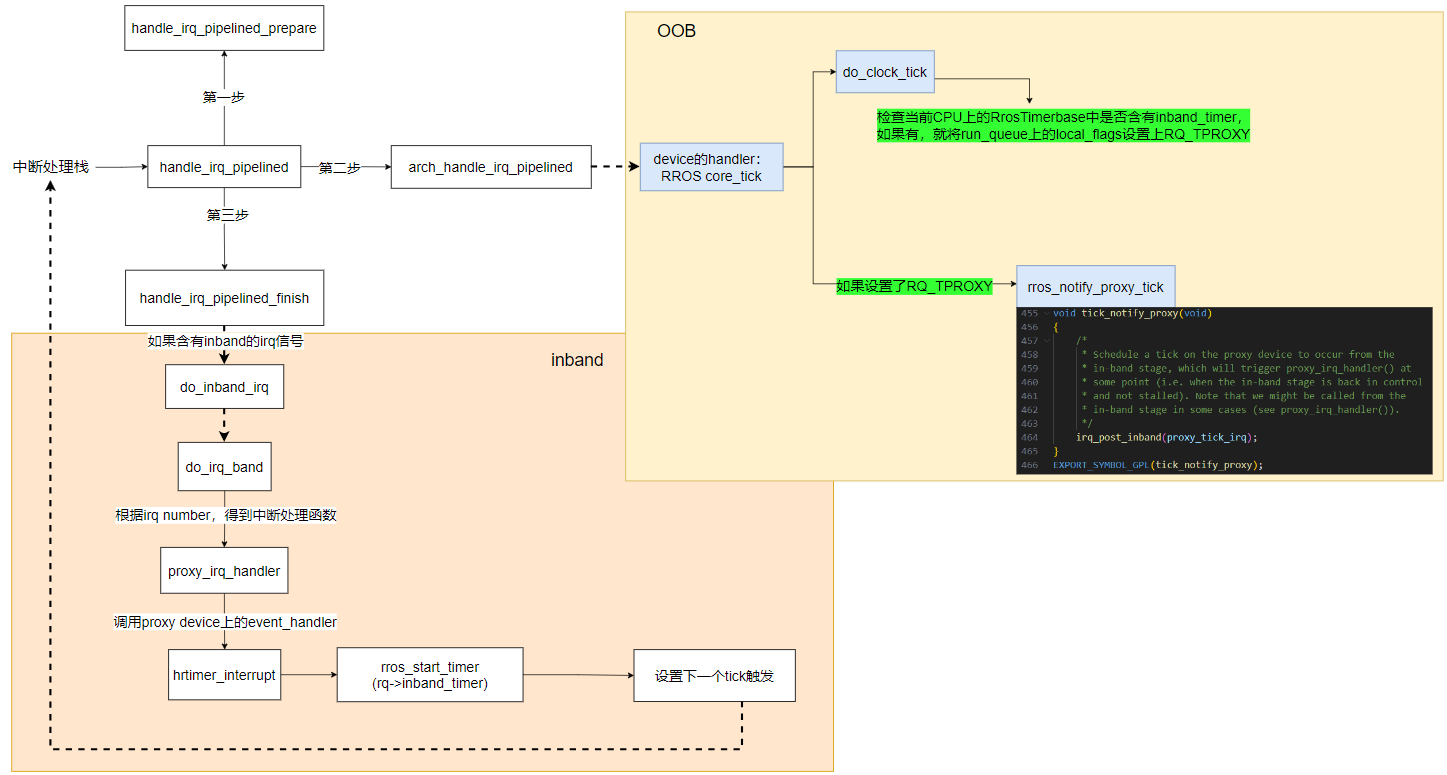 handle_irq_pipelined_prepare
第一步
中断处理栈
handle_irq_pipelined
第二步
arch_handle_irq_pipelined
第三步
handle_irq_pipelined_finish
OOB
do_clock_tick
检查当前CPU上的RrosTimerbase中是否含有inband_timer，
如果有，就将run_queue上的local_flags设置上RQ_TPROXY
device的handler：
RROS core_tick
如果设置了RQ_TPROXY
rros_notify_proxy_tick
455 void tick_notify_proxy(void)
456 {
457 /*
458 * Schedule a tick on the proxy device to occur from the
459 * in-band stage, which will trigger proxy_irq_handler() at
460 * some point (i.e. when the in-band stage is back in control
461 * and not stalled). Note that we might be called from the
462 * in-band stage in some cases (see proxy_irq_handler()).
463 */
464 irq_post_inband(proxy_tick_irq);
465 }
466 EXPORT_SYMBOL_GPL(tick_notify_proxy);
如果含有inband的irq信号
inband
do_inband_irq
do_irq_band
根据irq number，得到中断处理函数
proxy_irq_handler
调用proxy device上的event_handler
hrtimer_interrupt
rros_start_timer
(rq->inband_timer)
设置下一个tick触发